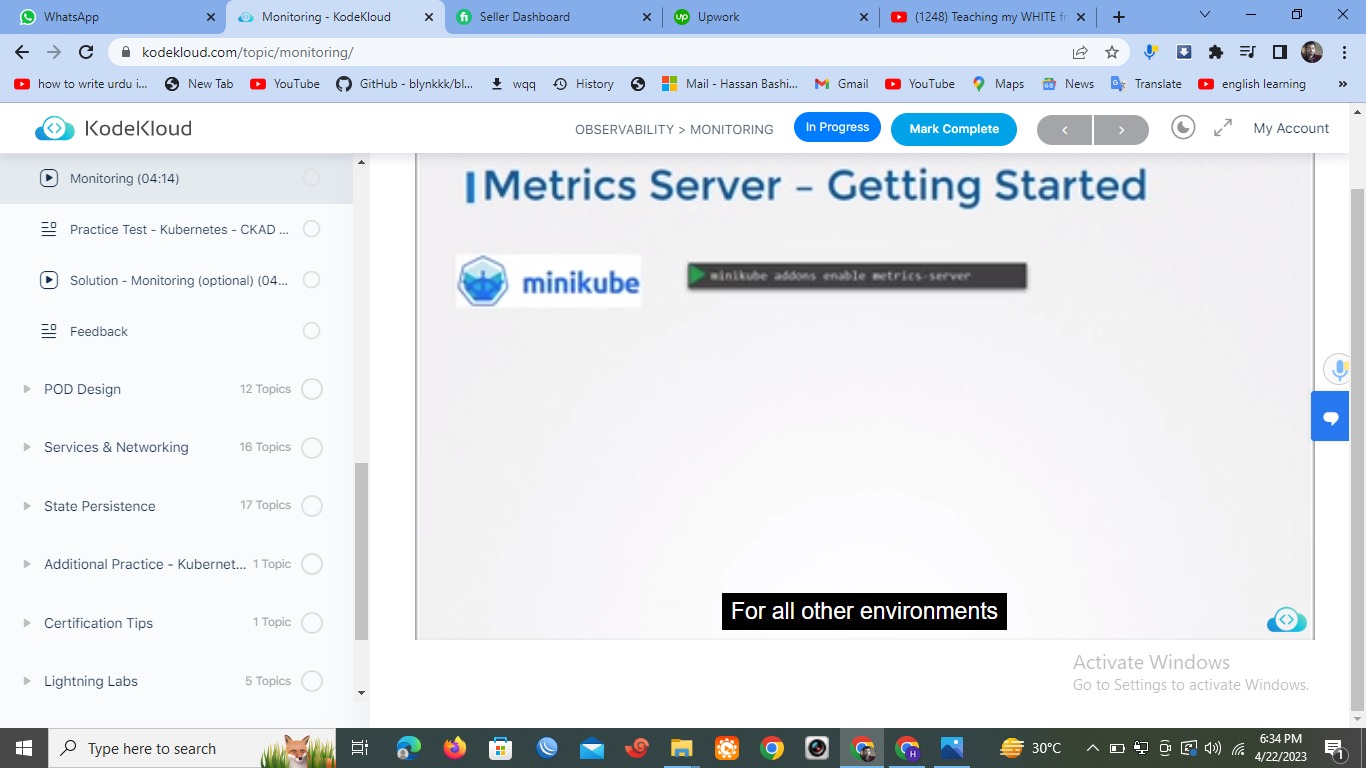 WhatsApp
Monitoring - KodeKloud
Seller Dashboard
Upwork
(1248) Teaching my WHITE fr
kodekloud.com/topic/monitoring/
how to write urdu i...
New Tab
YouTube
GitHub - blynkkk/bl...
wqq
History
Mail - Hassan Bashi...
Gmail
YouTube
Maps
News
Translate
english learning
»
KodeKloud
OBSERVABILITY > MONITORING
In Progress
Mark Complete
My Account
Monitoring (04:14)
Practice Test - Kubernetes - CKAD ...
Solution - Monitoring (optional) (04...
Feedback
POD Design 12 Topics
Services & Networking 16 Topics
State Persistence 17 Topics
Additional Practice - Kubernet... 1 Topic
Certification Tips 1 Topic
Lightning Labs 5 Topics
Metrics Server – Getting Started
minikube
minikube addons enable metrics-server
For all other environments
Activate Windows
Go to Settings to activate Windows.
Type here to search
30°C
6:34 PM
4/22/2023
1